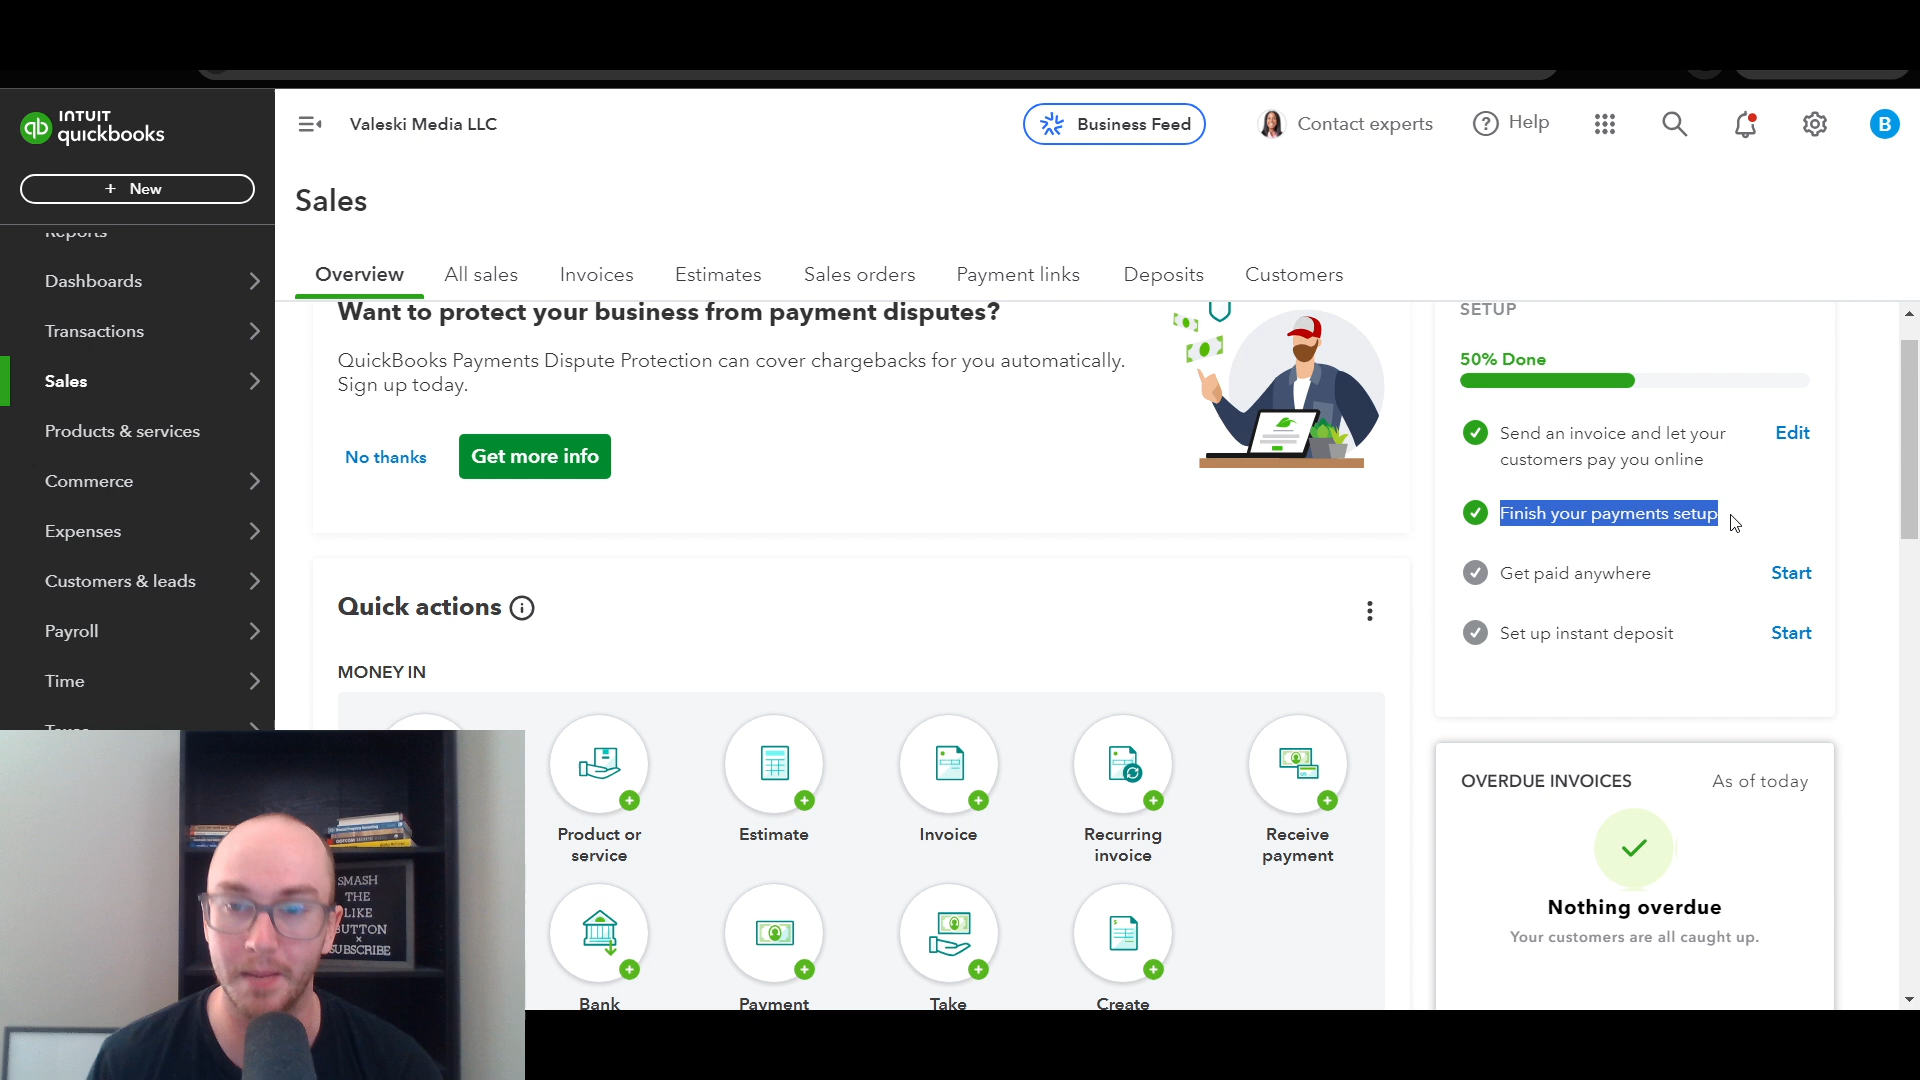 INTUIT
quickbooks
Valeski Media LLC
Business Feed
Contact experts
Help
B
+ New
Sales
Reports
Dashboards
Transactions
Sales
Products & services
Commerce
Expenses
Customers & leads
Payroll
Time
Overview
All sales
Invoices
Estimates
Sales orders
Payment links
Deposits
Customers
Want to protect your business from payment disputes?
QuickBooks Payments Dispute Protection can cover chargebacks for you automatically.
Sign up today.
No thanks
Get more info
SETUP
50% Done
Send an invoice and let your
customers pay you online
Edit
Finish your payments setup
Get paid anywhere
Start
Set up instant deposit
Start
Quick actions
MONEY IN
Product or
service
Estimate
Invoice
Recurring
invoice
Receive
payment
Bank
Payment
Take
Create
OVERDUE INVOICES
As of today
Nothing overdue
Your customers are all caught up.
SMASH
THE
LIKE
BUTTON
×
SUBSCRIBE